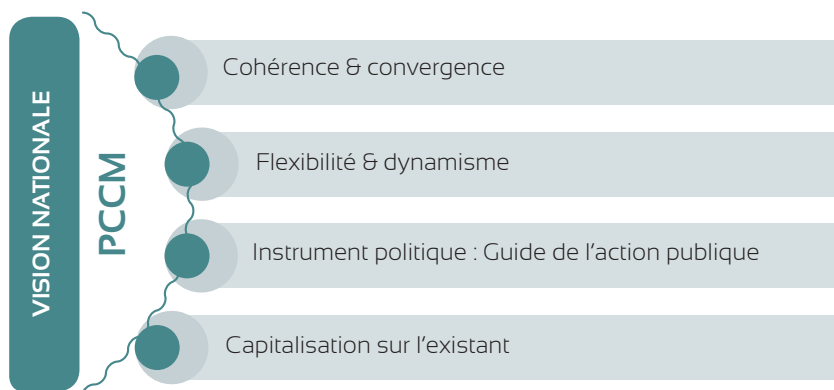 VISION NATIONALE
PCCM
Cohérence & convergence
Flexibilité & dynamisme
Instrument politique : Guide de l'action publique
Capitalisation sur l'existant